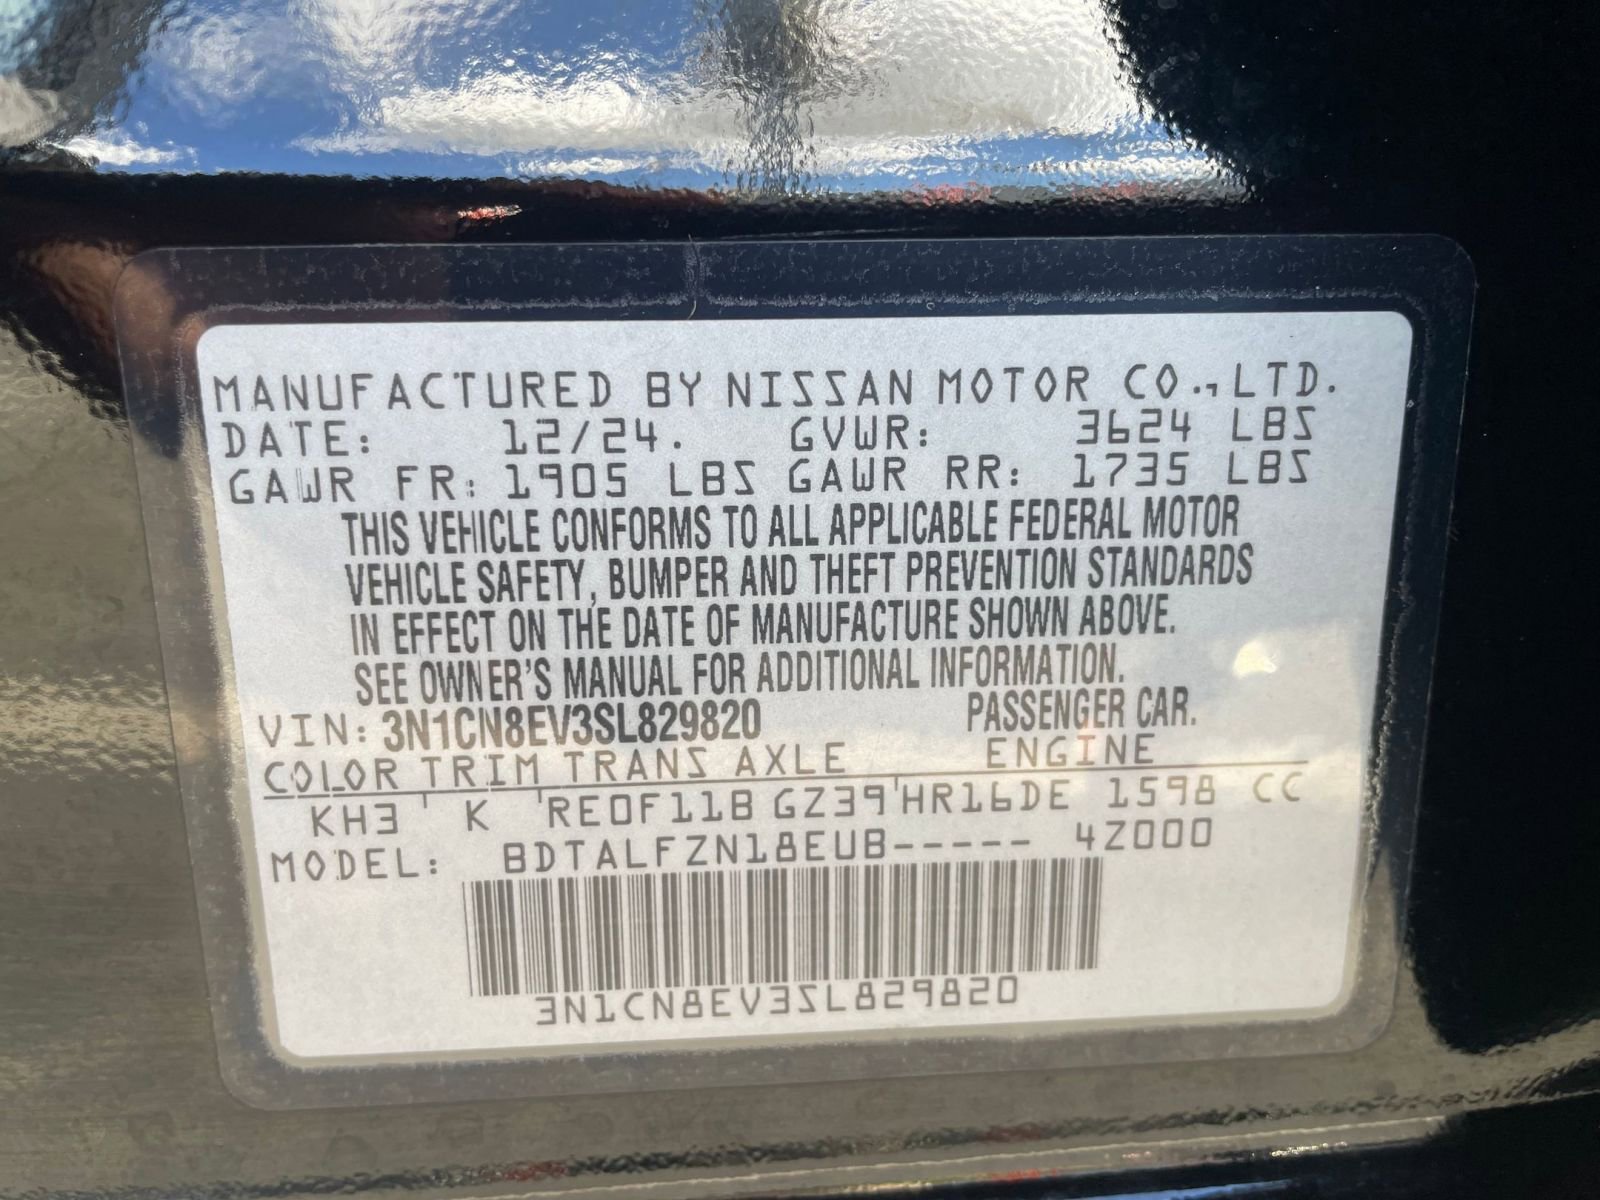 MANUFACTURED BY NISSAN MOTOR CO., LTD.
DATE: 12/24. GVWR: 3624 LBS
GAWR FR: 1905 LBS GAWR RR: 1735 LBS
THIS VEHICLE CONFORMS TO ALL APPLICABLE FEDERAL MOTOR
VEHICLE SAFETY, BUMPER AND THEFT PREVENTION STANDARDS
IN EFFECT ON THE DATE OF MANUFACTURE SHOWN ABOVE.
SEE OWNER'S MANUAL FOR ADDITIONAL INFORMATION.
VIN: 3N1CN8EV3SL829820 PASSENGER CAR.
COLOR TRIM TRANS AXLE ENGINE
KH3 ' K 'RE0F11B GZ39'HR16DE 1598 CC
MODEL: BDTALFZN18EUB----- 4Z000
3N1CN8EV3SL829820